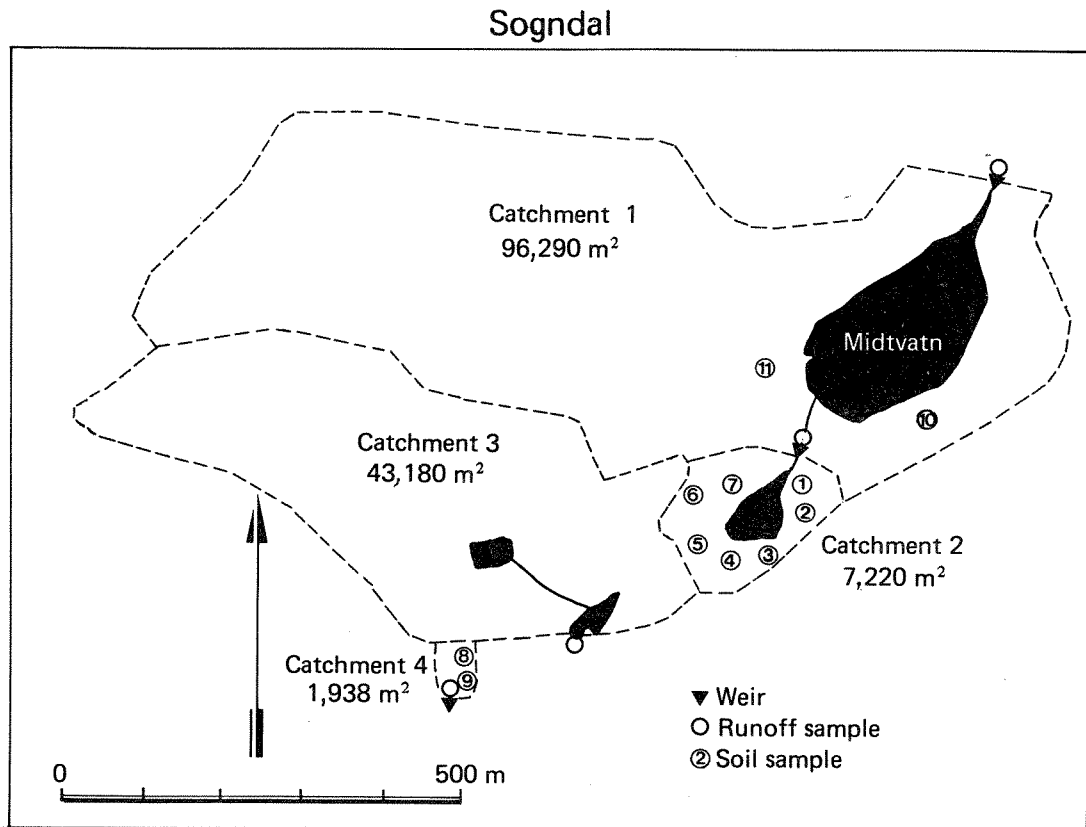 Sogndal
Catchment 1
96,290 m²
Midtvatn
⑪
⑩
Catchment 3
43,180 m²
⑥
⑦
①
②
⑤
④
③
Catchment 2
7,220 m²
Catchment 4
1,938 m²
⑧
⑨
Weir
Runoff sample
② Soil sample
0
500 m